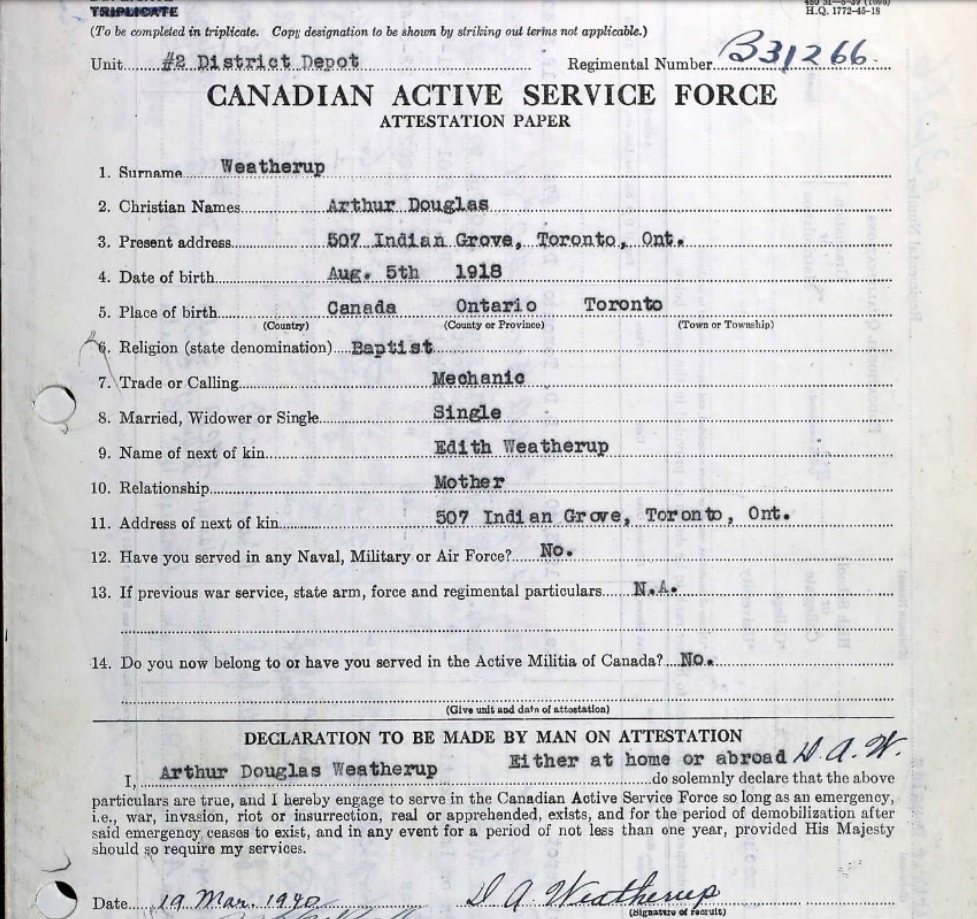 TRIPLICATE
H.Q. 1772-45-18
(To be completed in triplicate. Copy designation to be shown by striking out terms not applicable.)
Unit #2 District Depot Regimental Number B31266
CANADIAN ACTIVE SERVICE FORCE
ATTESTATION PAPER
1. Surname Weatherup
2. Christian Names Arthur Douglas
3. Present address 507 Indian Grove, Toronto, Ont.
4. Date of birth Aug. 5th 1918
5. Place of birth Canada Ontario Toronto
(Country) (County or Province) (Town or Township)
6. Religion (state denomination) Baptist
7. Trade or Calling Mechanic
8. Married, Widower or Single Single
9. Name of next of kin Edith Weatherup
10. Relationship Mother
11. Address of next of kin 507 Indian Grove, Toronto, Ont.
12. Have you served in any Naval, Military or Air Force? No.
13. If previous war service, state arm, force and regimental particulars N.A.
14. Do you now belong to or have you served in the Active Militia of Canada? No.
(Give unit and date of attestation)
DECLARATION TO BE MADE BY MAN ON ATTESTATION
Either at home or abroad D.A.W.
I, Arthur Douglas Weatherup do solemnly declare that the above
particulars are true, and I hereby engage to serve in the Canadian Active Service Force so long as an emergency,
i.e., war, invasion, riot or insurrection, real or apprehended, exists, and for the period of demobilization after
said emergency ceases to exist, and in any event for a period of not less than one year, provided His Majesty
should so require my services.
Date 19 Mar. 1940 D A Weatherup
(Signature of recruit)